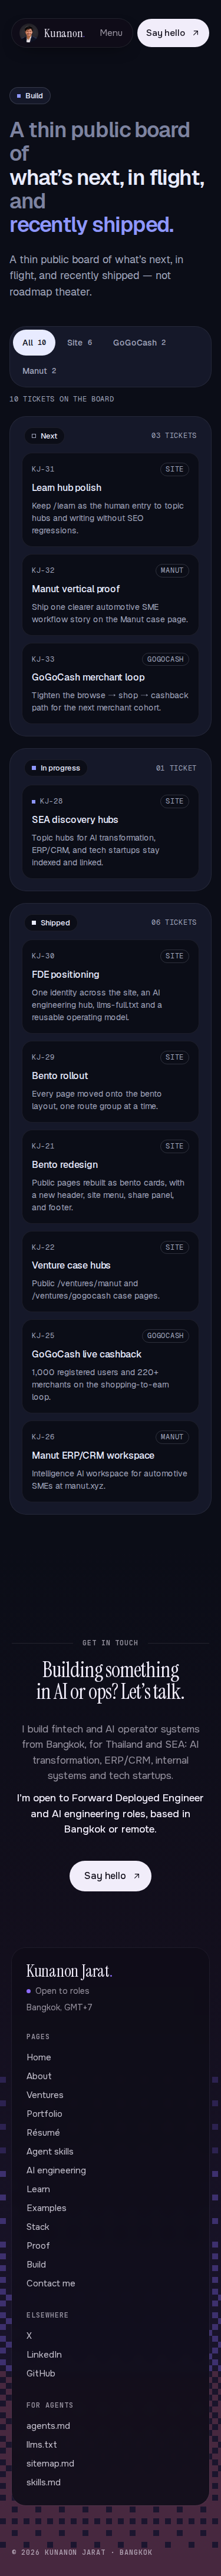 Kunanon.
Menu
Say hello ↗
Build
A thin public board
of
what's next, in flight,
and
recently shipped.
A thin public board of what's next, in
flight, and recently shipped — not
roadmap theater.
All 10
Site 6
GoGoCash 2
Manut 2
10 TICKETS ON THE BOARD
Next
03 TICKETS
KJ-31
SITE
Learn hub polish
Keep /learn as the human entry to topic
hubs and writing without SEO
regressions.
KJ-32
MANUT
Manut vertical proof
Ship one clearer automotive SME
workflow story on the Manut case page.
KJ-33
GOGOCASH
GoGoCash merchant loop
Tighten the browse → shop → cashback
path for the next merchant cohort.
In progress
01 TICKET
KJ-28
SITE
SEA discovery hubs
Topic hubs for AI transformation,
ERP/CRM, and tech startups stay
indexed and linked.
Shipped
06 TICKETS
KJ-30
SITE
FDE positioning
One identity across the site, an AI
engineering hub, llms-full.txt and a
reusable operating model.
KJ-29
SITE
Bento rollout
Every page moved onto the bento
layout, one route group at a time.
KJ-21
SITE
Bento redesign
Public pages rebuilt as bento cards, with
a new header, site menu, share panel,
and footer.
KJ-22
SITE
Venture case hubs
Public /ventures/manut and
/ventures/gogocash case pages.
KJ-25
GOGOCASH
GoGoCash live cashback
1,000 registered users and 220+
merchants on the shopping-to-earn
loop.
KJ-26
MANUT
Manut ERP/CRM workspace
Intelligence AI workspace for automotive
SMEs at manut.xyz.
GET IN TOUCH
Building something
in AI or ops? Let's talk.
I build fintech and AI operator systems
from Bangkok, for Thailand and SEA: AI
transformation, ERP/CRM, internal
systems and tech startups.
I'm open to Forward Deployed Engineer
and AI engineering roles, based in
Bangkok or remote.
Say hello ↗
Kunanon Jarat.
Open to roles
Bangkok, GMT+7
PAGES
Home
About
Ventures
Portfolio
Résumé
Agent skills
AI engineering
Learn
Examples
Stack
Proof
Build
Contact me
ELSEWHERE
X
LinkedIn
GitHub
FOR AGENTS
agents.md
llms.txt
sitemap.md
skills.md
© 2026 KUNANON JARAT · BANGKOK